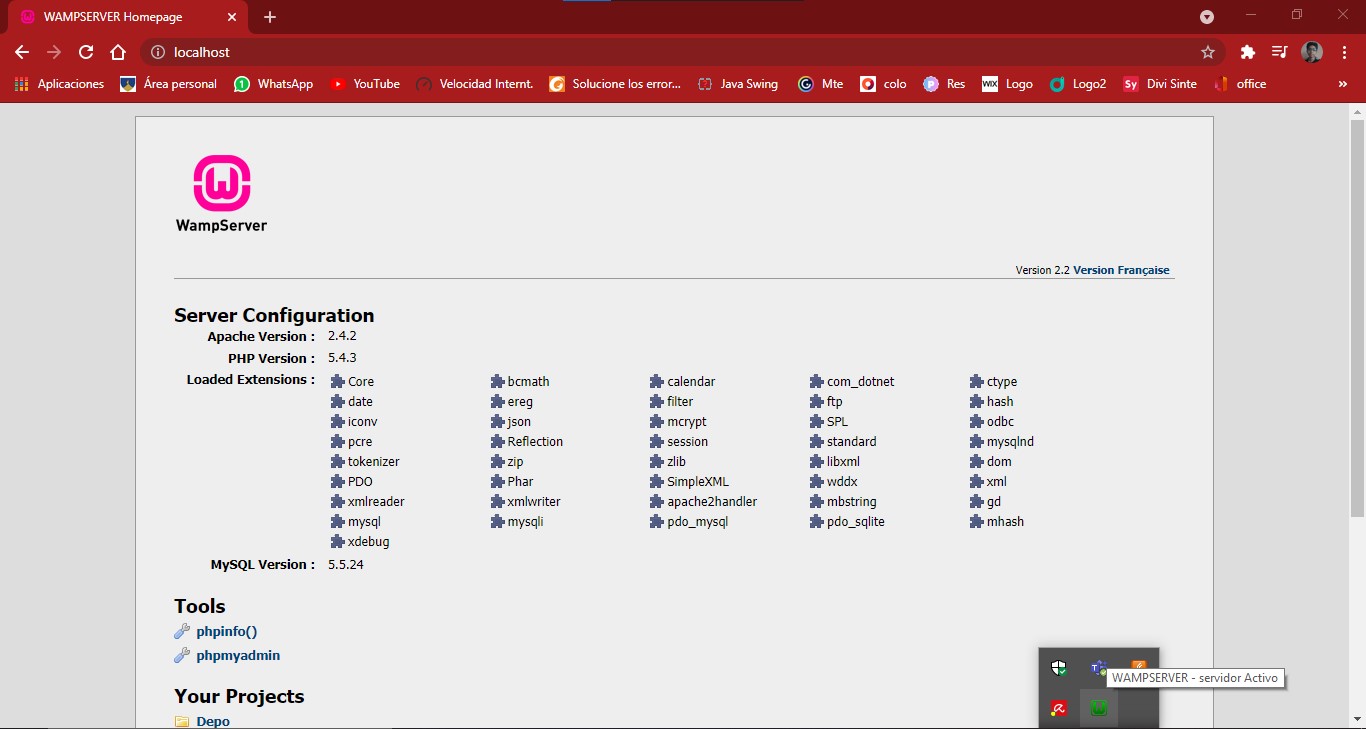 WAMPSERVER Homepage
localhost
Aplicaciones Área personal WhatsApp YouTube Velocidad Internt. Solucione los error... Java Swing Mte colo Res Logo Logo2 Divi Sinte office »
WampServer
Version 2.2 Version Française
Server Configuration
Apache Version : 2.4.2
PHP Version : 5.4.3
Loaded Extensions : Core bcmath calendar com_dotnet ctype
date ereg filter ftp hash
iconv json mcrypt SPL odbc
pcre Reflection session standard mysqlnd
tokenizer zip zlib libxml dom
PDO Phar SimpleXML wddx xml
xmlreader xmlwriter apache2handler mbstring gd
mysql mysqli pdo_mysql pdo_sqlite mhash
xdebug
MySQL Version : 5.5.24
Tools
phpinfo()
phpmyadmin
WAMPSERVER - servidor Activo
Your Projects
Depo